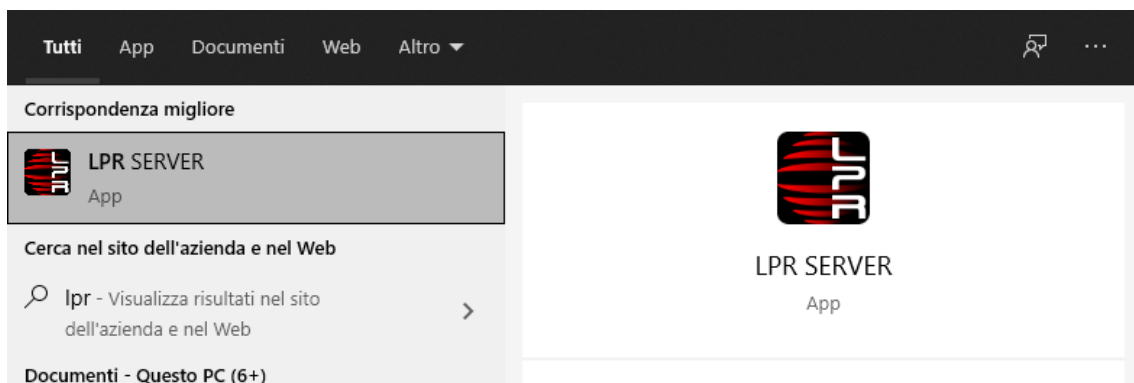 Tutti App Documenti Web Altro
Corrispondenza migliore
LPR SERVER
App
Cerca nel sito dell'azienda e nel Web
lpr - Visualizza risultati nel sito
dell'azienda e nel Web
Documenti - Questo PC (6+)
LPR
LPR SERVER
App